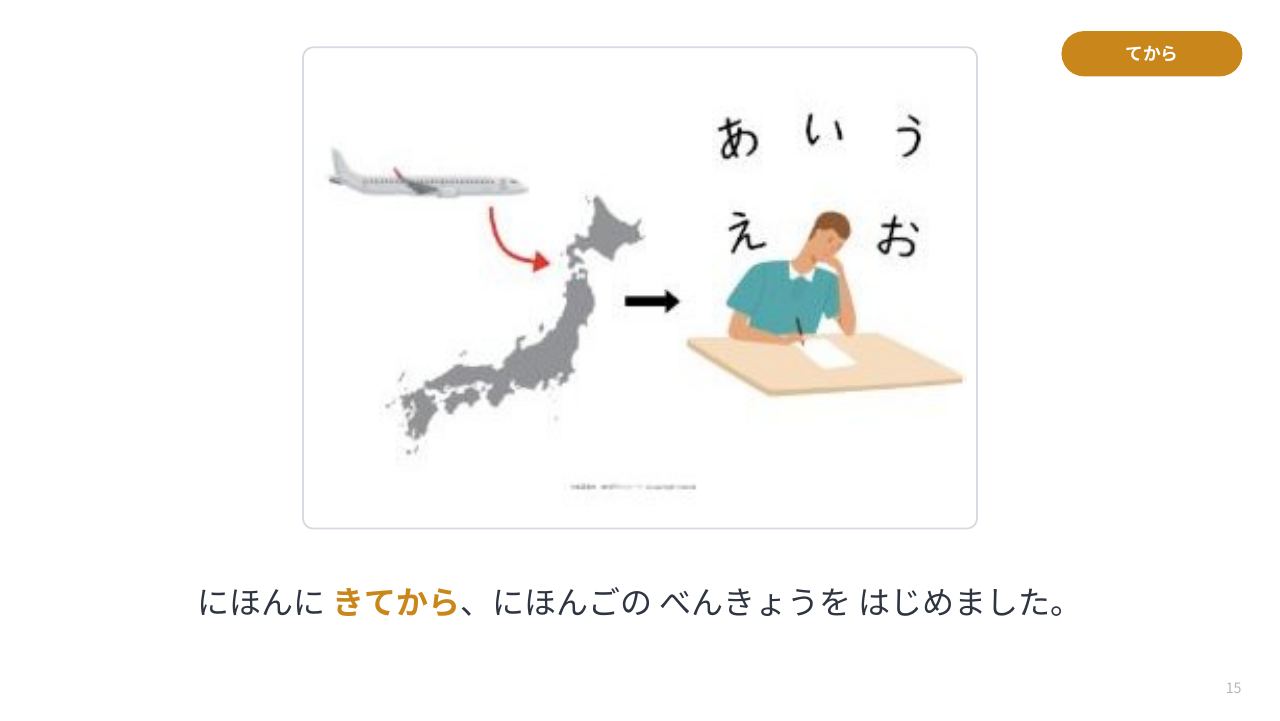 てから
あ い う
え お
にほんに きてから、にほんごの べんきょうを はじめました。
15